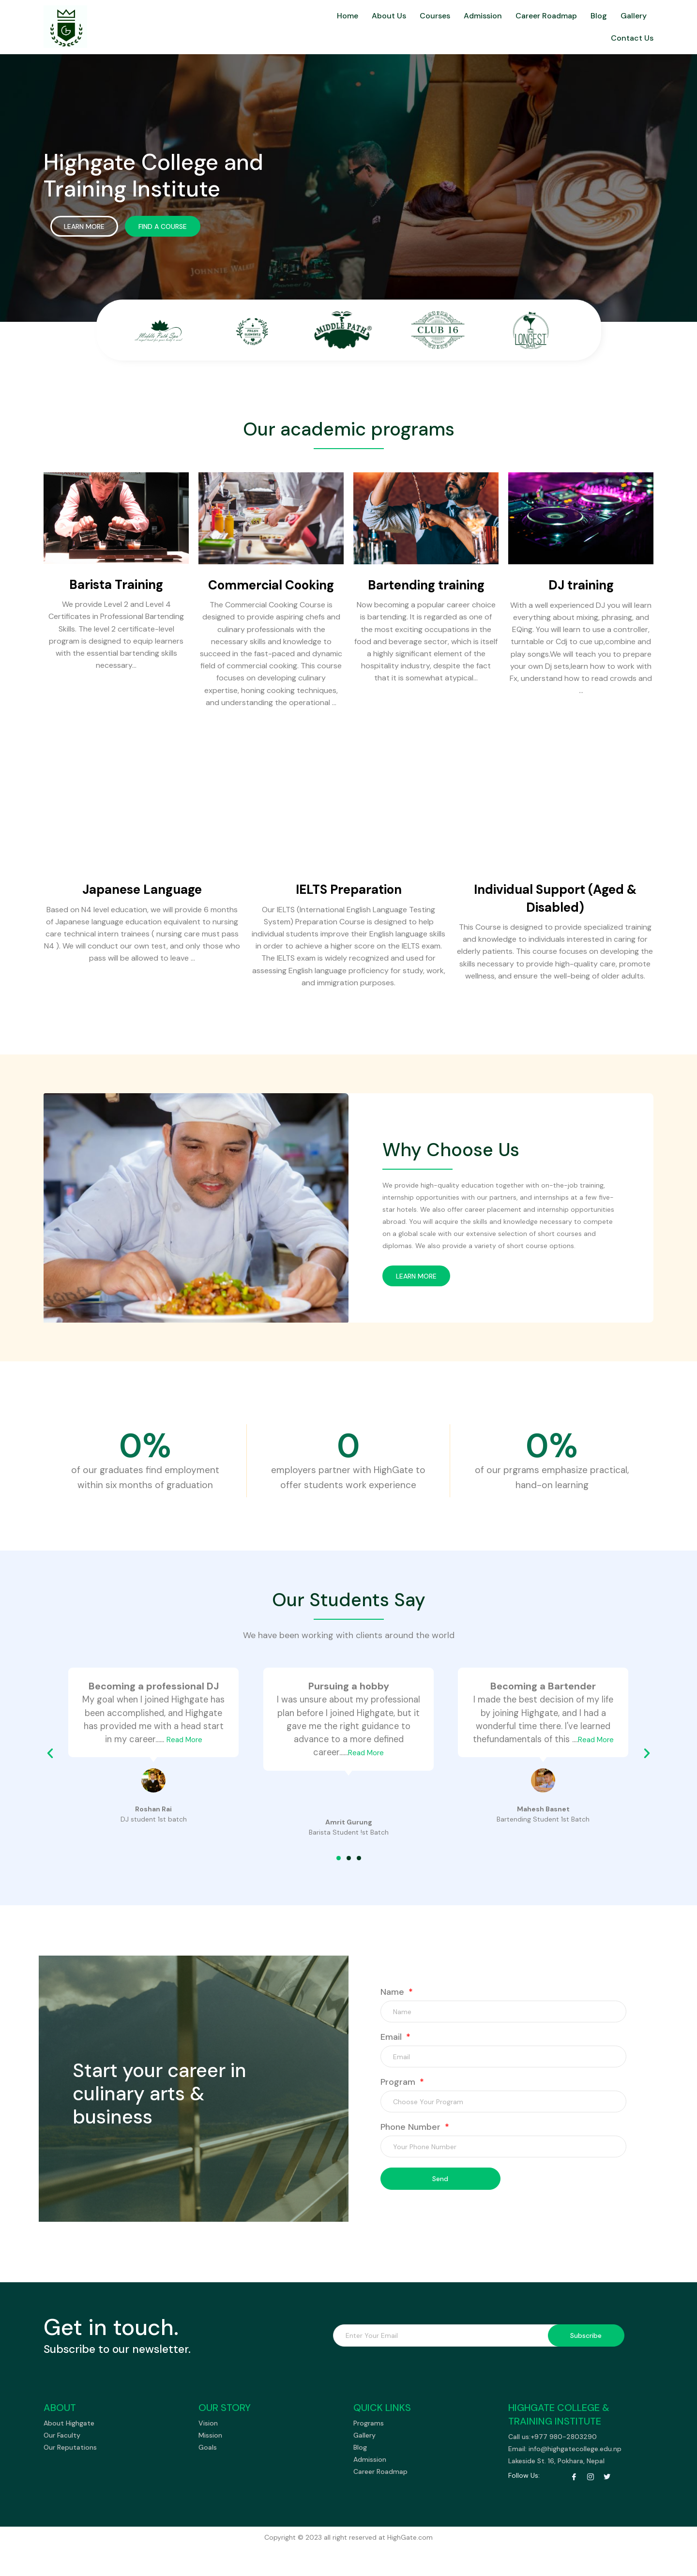 Home About Us Courses Admission Career Roadmap Blog Gallery
Contact Us
Highgate College and
Training Institute
LEARN MORE
FIND A COURSE
JOHNNIE WALKER
Middle Path Spa
MIDDLE PATH
CLUB 16
LONGEST
Our academic programs
Barista Training
We provide Level 2 and Level 4
Certificates in Professional Bartending
Skills. The level 2 certificate-level
program is designed to equip learners
with the essential bartending skills
necessary...
Commercial Cooking
The Commercial Cooking Course is
designed to provide aspiring chefs and
culinary professionals with the
necessary skills and knowledge to
succeed in the fast-paced and dynamic
field of commercial cooking. This course
focuses on developing culinary
expertise, honing cooking techniques,
and understanding the operational ...
Bartending training
Now becoming a popular career choice
is bartending. It is regarded as one of
the most exciting occupations in the
food and beverage sector, which is itself
a highly significant element of the
hospitality industry, despite the fact
that it is somewhat atypical...
DJ training
With a well experienced DJ you will learn
everything about mixing, phrasing, and
EQing. You will learn to use a controller,
turntable or Cdj to cue up,combine and
play songs.We will teach you to prepare
your own Dj sets,learn how to work with
Fx, understand how to read crowds and
...
Japanese Language
Based on N4 level education, we will provide 6 months
of Japanese language education equivalent to nursing
care technical intern trainees ( nursing care must pass
N4 ). We will conduct our own test, and only those who
pass will be allowed to leave ...
IELTS Preparation
Our IELTS (International English Language Testing
System) Preparation Course is designed to help
individual students improve their English language skills
in order to achieve a higher score on the IELTS exam.
The IELTS exam is widely recognized and used for
assessing English language proficiency for study, work,
and immigration purposes.
Individual Support (Aged &
Disabled)
This Course is designed to provide specialized training
and knowledge to individuals interested in caring for
elderly patients. This course focuses on developing the
skills necessary to provide high-quality care, promote
wellness, and ensure the well-being of older adults.
Why Choose Us
We provide high-quality education together with on-the-job training,
internship opportunities with our partners, and internships at a few five-
star hotels. We also offer career placement and internship opportunities
abroad. You will acquire the skills and knowledge necessary to compete
on a global scale with our extensive selection of short courses and
diplomas. We also provide a variety of short course options.
LEARN MORE
0%
of our graduates find employment
within six months of graduation
0
employers partner with HighGate to
offer students work experience
0%
of our prgrams emphasize practical,
hand-on learning
Our Students Say
We have been working with clients around the world
Becoming a professional DJ
My goal when I joined Highgate has
been accomplished, and Highgate
has provided me with a head start
in my career...... Read More
Roshan Rai
DJ student 1st batch
Pursuing a hobby
I was unsure about my professional
plan before I joined Highgate, but it
gave me the right guidance to
advance to a more defined
career......Read More
Amrit Gurung
Barista Student !st Batch
Becoming a Bartender
I made the best decision of my life
by joining Highgate, and I had a
wonderful time there. I've learned
thefundamentals of this ....Read More
Mahesh Basnet
Bartending Student 1st Batch
Start your career in
culinary arts &
business
Name *
Name
Email *
Email
Program *
Choose Your Program
Phone Number *
Your Phone Number
Send
Get in touch.
Subscribe to our newsletter.
Enter Your Email
Subscribe
ABOUT
About Highgate
Our Faculty
Our Reputations
OUR STORY
Vision
Mission
Goals
QUICK LINKS
Programs
Gallery
Blog
Admission
Career Roadmap
HIGHGATE COLLEGE &
TRAINING INSTITUTE
Call us:+977 980-2803290
Email: info@highgatecollege.edu.np
Lakeside St. 16, Pokhara, Nepal
Follow Us:
Copyright © 2023 all right reserved at HighGate.com